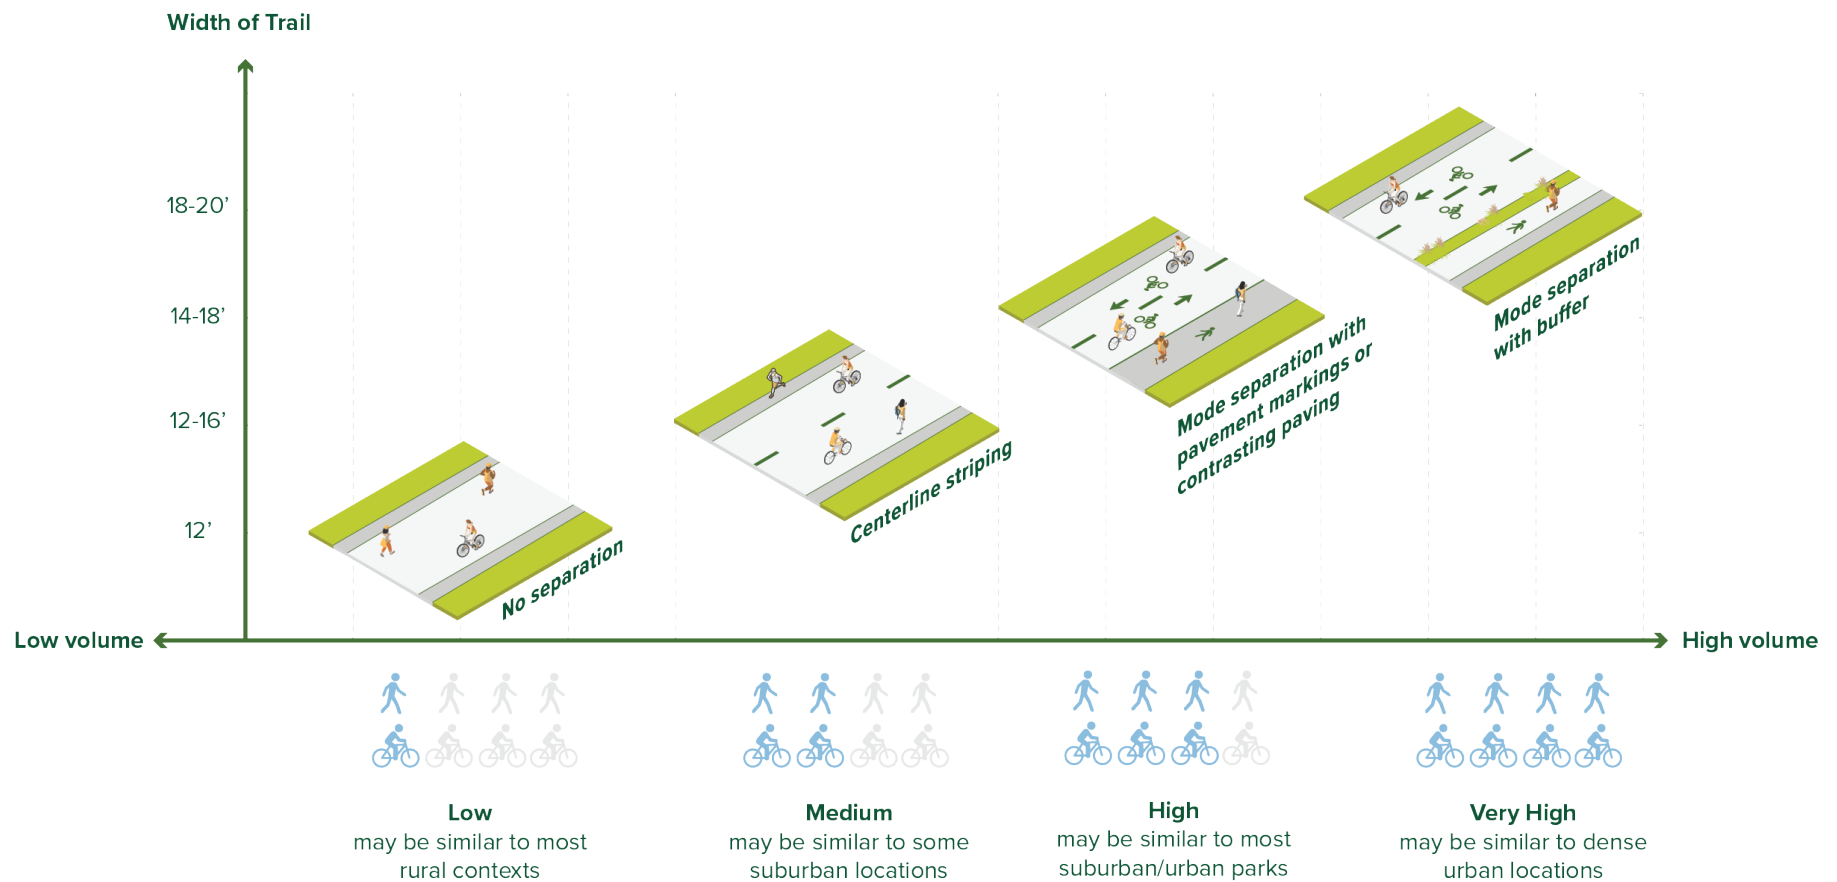 Width of Trail
18-20’
14-18’
12-16’
12’
No separation
Centerline striping
Mode separation with
pavement markings or
contrasting paving
Mode separation
with buffer
Low volume
High volume
Low
may be similar to most
rural contexts
Medium
may be similar to some
suburban locations
High
may be similar to most
suburban/urban parks
Very High
may be similar to dense
urban locations